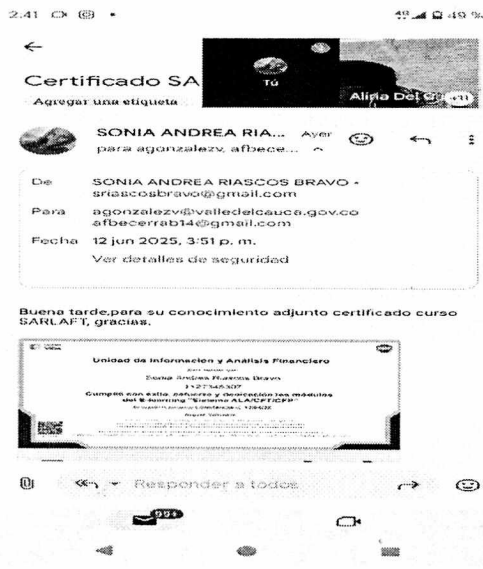 2:41
49 %
Certificado SA
Tú
Agregar una etiqueta
SONIA ANDREA RIA... Ayer
para agonzalezv, afbece...
De SONIA ANDREA RIASCOS BRAVO •
sriascosbravo@gmail.com
Para agonzalezv@valledelcauca.gov.co
afbecerrab14@gmail.com
Fecha 12 jun 2025, 3:51 p. m.
Ver detalles de seguridad
Buena tarde,para su conocimiento adjunto certificado curso
SARLAFT, gracias.
Unidad de Información y Análisis Financiero
Sonia Andrea Riascos Bravo
Cumplió con éxito, esfuerzo y dedicación los módulos
del E-learning "Sistema ALA/CFT/CFP"
Responder a todos
99+